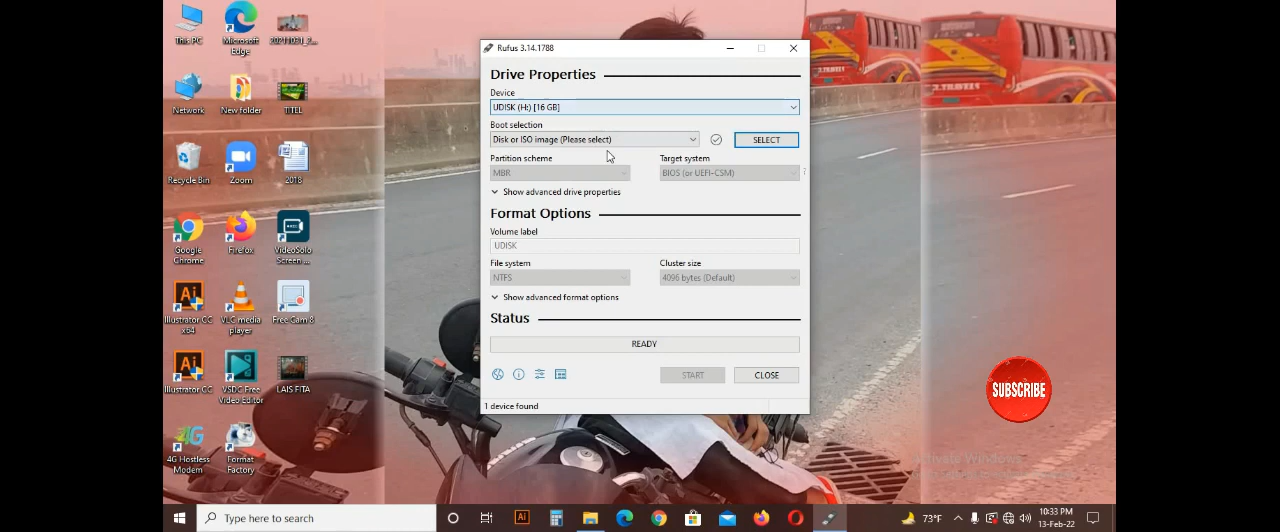 This PC
Microsoft Edge
20211031_2...
Network
New folder
TITEL
Recycle Bin
Zoom
2018
Google Chrome
Firefox
VideoSolo Screen ...
Illustrator CC x64
VLC media player
Free Cam 8
Illustrator CC
VSDC Free Video Editor
LAIS FITA
4G
4G Hostless Modem
Format Factory
Rufus 3.14.1788
Drive Properties
Device
UDISK (H:) [16 GB]
Boot selection
Disk or ISO image (Please select)
SELECT
Partition scheme
Target system
MBR
BIOS (or UEFI-CSM)
?
Show advanced drive properties
Format Options
Volume label
UDISK
File system
Cluster size
NTFS
4096 bytes (Default)
Show advanced format options
Status
READY
START
CLOSE
1 device found
SUBSCRIBE
Activate Windows
Type here to search
Ai
73°F
10:33 PM
13-Feb-22